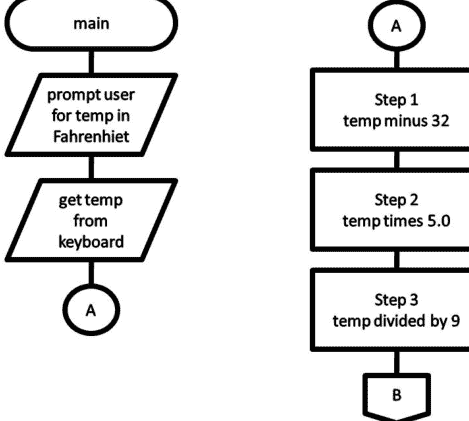 main
prompt user
for temp in
Fahrenhiet
get temp
from
keyboard
A
A
Step 1
temp minus 32
Step 2
temp times 5.0
Step 3
temp divided by 9
B